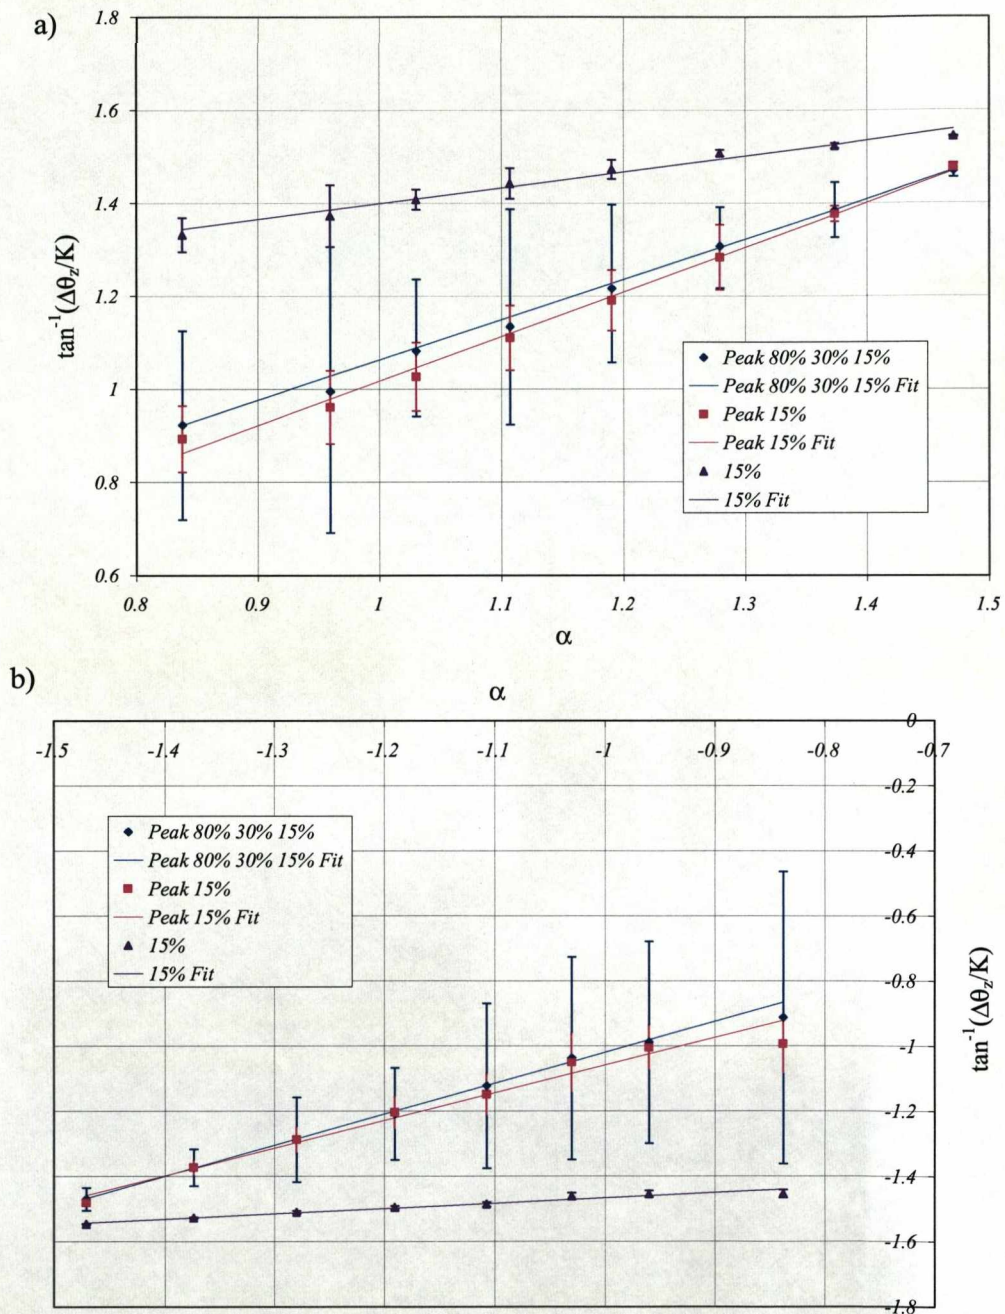 a)
1.8
1.6
1.4
1.2
1
0.8
0.6
tan⁻¹(Δθz/K)
0.8 0.9 1 1.1 1.2 1.3 1.4 1.5
α
Peak 80% 30% 15%
Peak 80% 30% 15% Fit
Peak 15%
Peak 15% Fit
15%
15% Fit
b)
α
-1.5 -1.4 -1.3 -1.2 -1.1 -1 -0.9 -0.8 -0.7
0
-0.2
-0.4
-0.6
-0.8
-1
-1.2
-1.4
-1.6
-1.8
tan⁻¹(Δθz/K)
Peak 80% 30% 15%
Peak 80% 30% 15% Fit
Peak 15%
Peak 15% Fit
15%
15% Fit